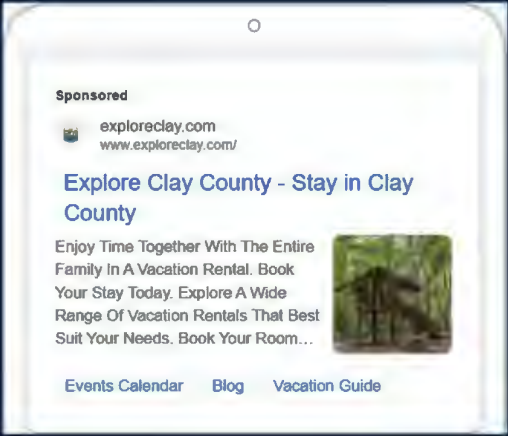 Sponsored
exploreclay.com
www.exploreclay.com/
Explore Clay County - Stay in Clay
County
Enjoy Time Together With The Entire
Family In A Vacation Rental. Book
Your Stay Today. Explore A Wide
Range Of Vacation Rentals That Best
Suit Your Needs. Book Your Room...
Events Calendar Blog Vacation Guide